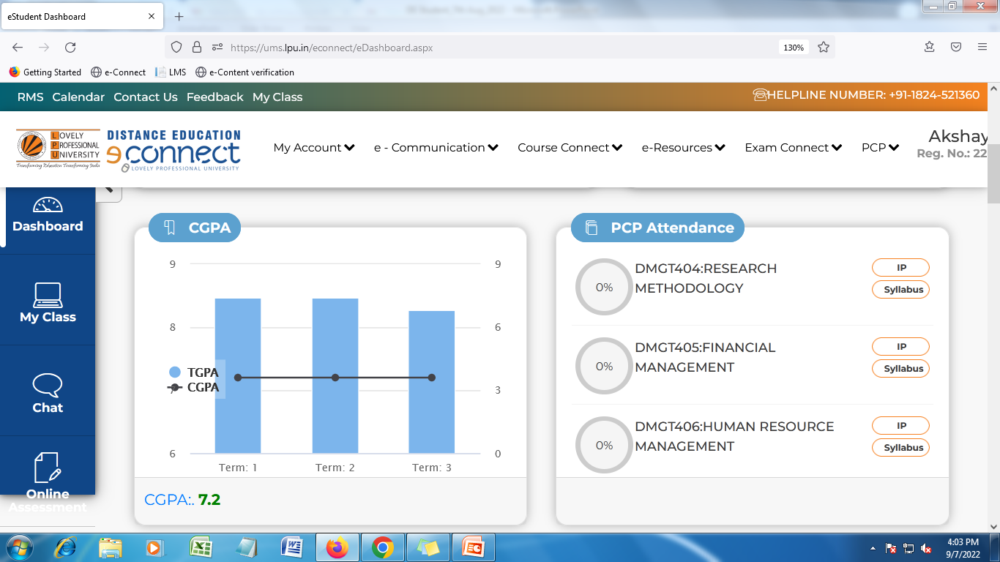 eStudent Dashboard
https://ums.lpu.in/econnect/eDashboard.aspx
130%
Getting Started e-Connect LMS e-Content verification
RMS Calendar Contact Us Feedback My Class
HELPLINE NUMBER: +91-1824-521360
LOVELY
PROFESSIONAL
UNIVERSITY
Transforming Education Transforming India
DISTANCE EDUCATION
econnect
LOVELY PROFESSIONAL UNIVERSITY
My Account e - Communication Course Connect e-Resources Exam Connect PCP
Akshay
Reg. No.: 22
Dashboard
My Class
Chat
Online
Assessment
CGPA
9 9
8 6
TGPA
CGPA
3
6 0
Term: 1 Term: 2 Term: 3
CGPA:. 7.2
PCP Attendance
0% DMGT404:RESEARCH
METHODOLOGY
IP
Syllabus
0% DMGT405:FINANCIAL
MANAGEMENT
IP
Syllabus
0% DMGT406:HUMAN RESOURCE
MANAGEMENT
IP
Syllabus
4:03 PM
9/7/2022